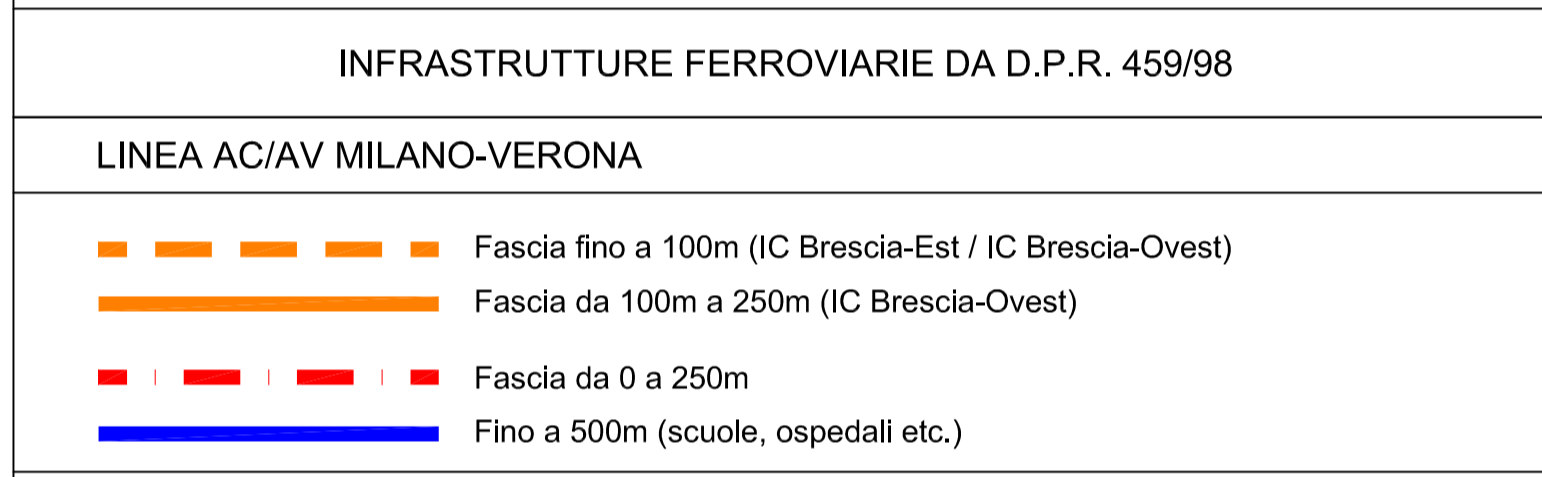 INFRASTRUTTURE FERROVIARIE DA D.P.R. 459/98
LINEA AC/AV MILANO-VERONA
Fascia fino a 100m (IC Brescia-Est / IC Brescia-Ovest)
Fascia da 100m a 250m (IC Brescia-Ovest)
Fascia da 0 a 250m
Fino a 500m (scuole, ospedali etc.)